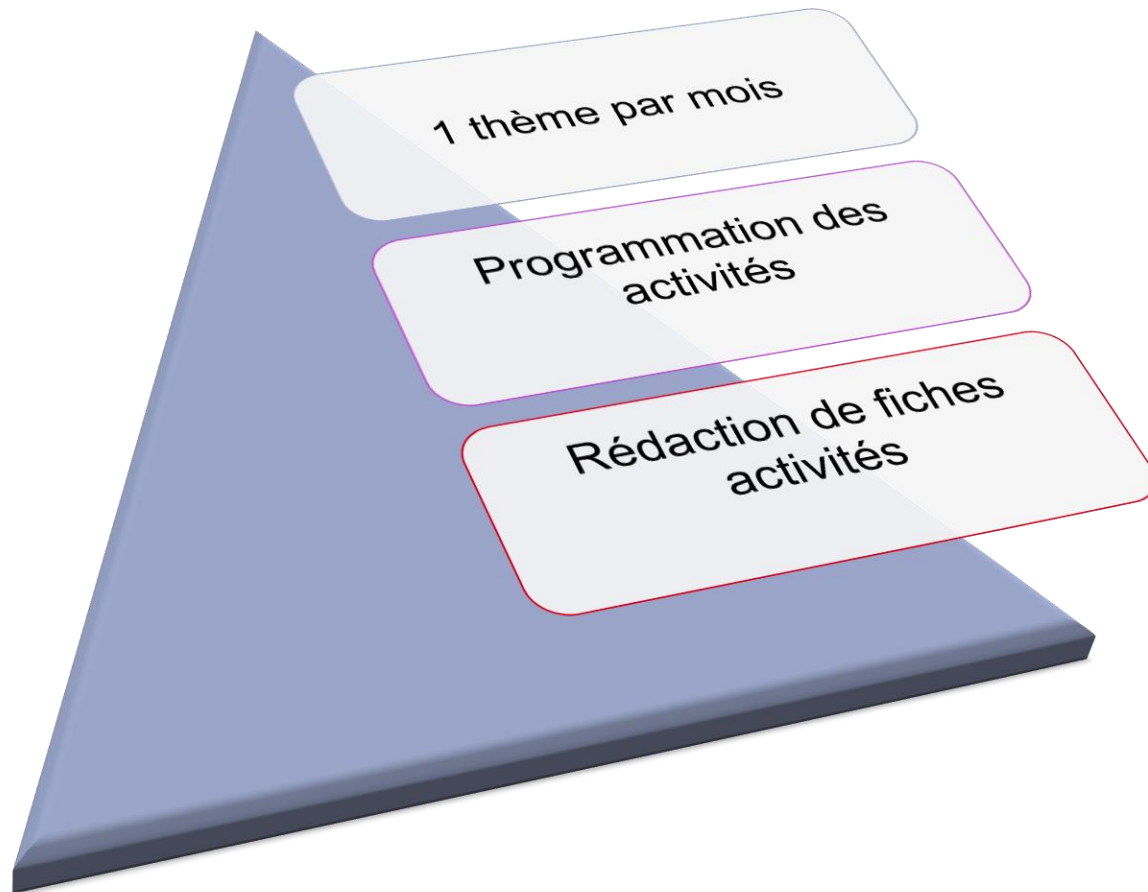 1 thème par mois
Programmation des
activités
Rédaction de fiches
activités